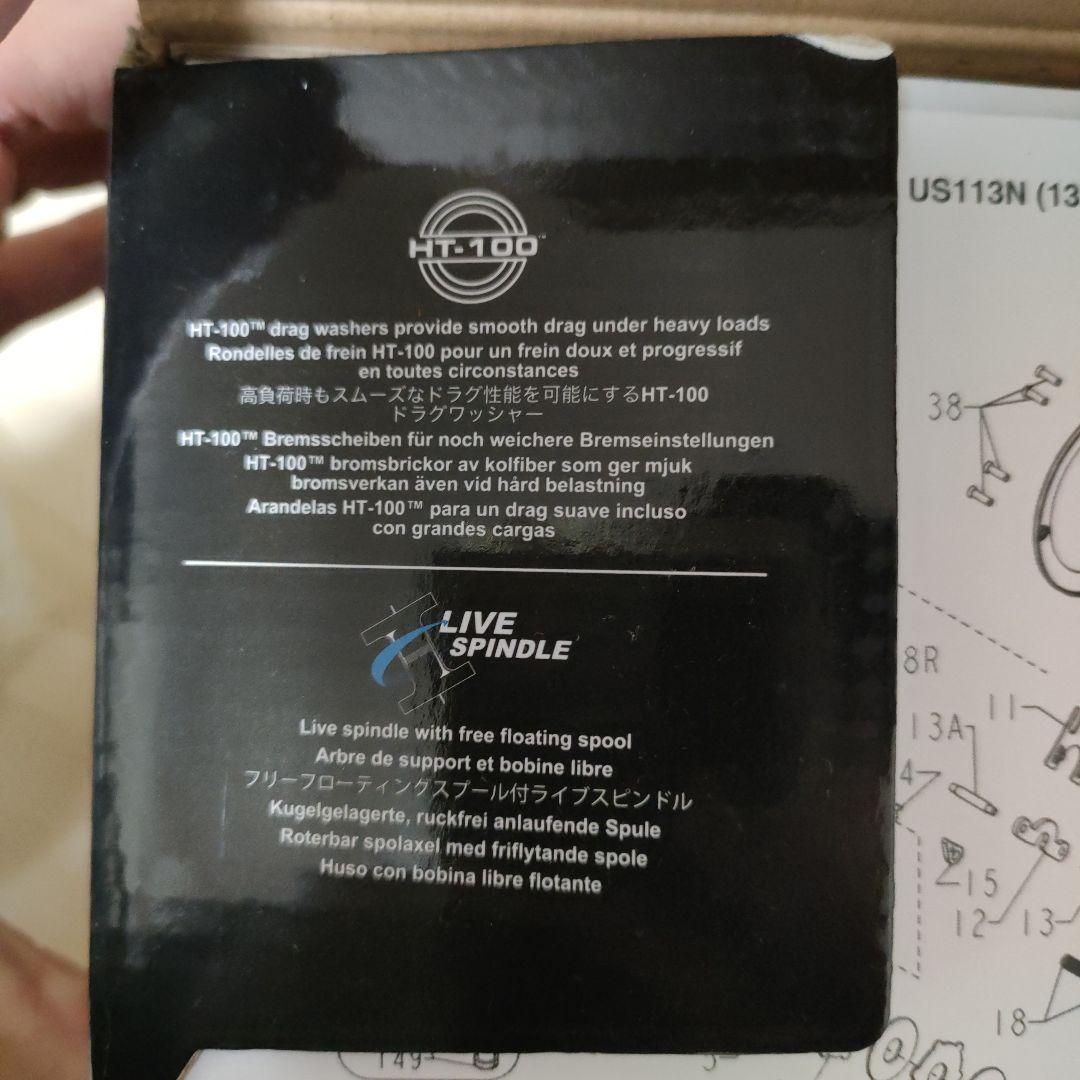 HT-100™
HT-100™ drag washers provide smooth drag under heavy loads
Rondelles de frein HT-100 pour un frein doux et progressif
en toutes circonstances
高負荷時もスムーズなドラグ性能を可能にするHT-100
ドラグワッシャー
HT-100™ Bremsscheiben für noch weichere Bremseinstellungen
HT-100™ bromsbrickor av kolfiber som ger mjuk
bromsverkan även vid hård belastning
Arandelas HT-100™ para un drag suave incluso
con grandes cargas
LIVE
SPINDLE
Live spindle with free floating spool
Arbre de support et bobine libre
フリーフローティングスプール付ライブスピンドル
Kugelgelagerte, ruckfrei anlaufende Spule
Roterbar spolaxel med friflytande spole
Huso con bobina libre flotante
US113N (13
38
8R
11
13A
4
15
12
13
18
149